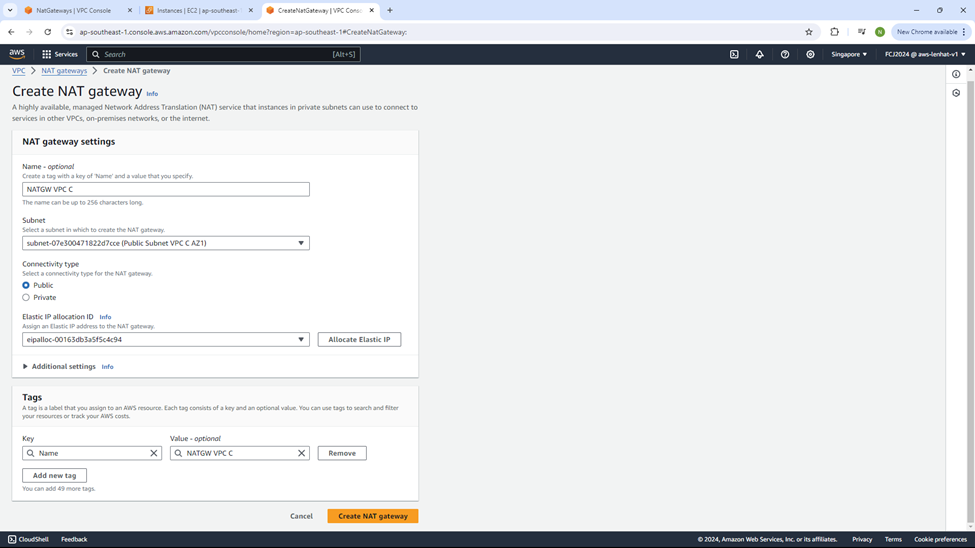 NatGateways | VPC Console
Instances | EC2 | ap-southeast-
CreateNatGateway | VPC Conso
ap-southeast-1.console.aws.amazon.com/vpcconsole/home?region=ap-southeast-1#CreateNatGateway:
N
New Chrome available
aws
Services
Search
[Alt+S]
Singapore
FCJ2024 @ aws-lenhat-v1
VPC > NAT gateways > Create NAT gateway
Create NAT gateway Info
A highly available, managed Network Address Translation (NAT) service that instances in private subnets can use to connect to
services in other VPCs, on-premises networks, or the internet.
NAT gateway settings
Name - optional
Create a tag with a key of 'Name' and a value that you specify.
NATGW VPC C
The name can be up to 256 characters long.
Subnet
Select a subnet in which to create the NAT gateway.
subnet-07e300471822d7cce (Public Subnet VPC C AZ1)
Connectivity type
Select a connectivity type for the NAT gateway.
Public
Private
Elastic IP allocation ID Info
Assign an Elastic IP address to the NAT gateway.
eipalloc-00163db3a5f5c4c94
Allocate Elastic IP
Additional settings Info
Tags
A tag is a label that you assign to an AWS resource. Each tag consists of a key and an optional value. You can use tags to search and filter
your resources or track your AWS costs.
Key
Value - optional
Name
NATGW VPC C
Remove
Add new tag
You can add 49 more tags.
Cancel
Create NAT gateway
CloudShell
Feedback
© 2024, Amazon Web Services, Inc. or its affiliates.
Privacy
Terms
Cookie preferences